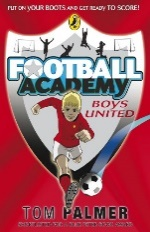 PUT ON YOUR BOOTS AND GET READY TO SCORE!
FOOTBALL
ACADEMY
BOYS
UNITED
TOM PALMER